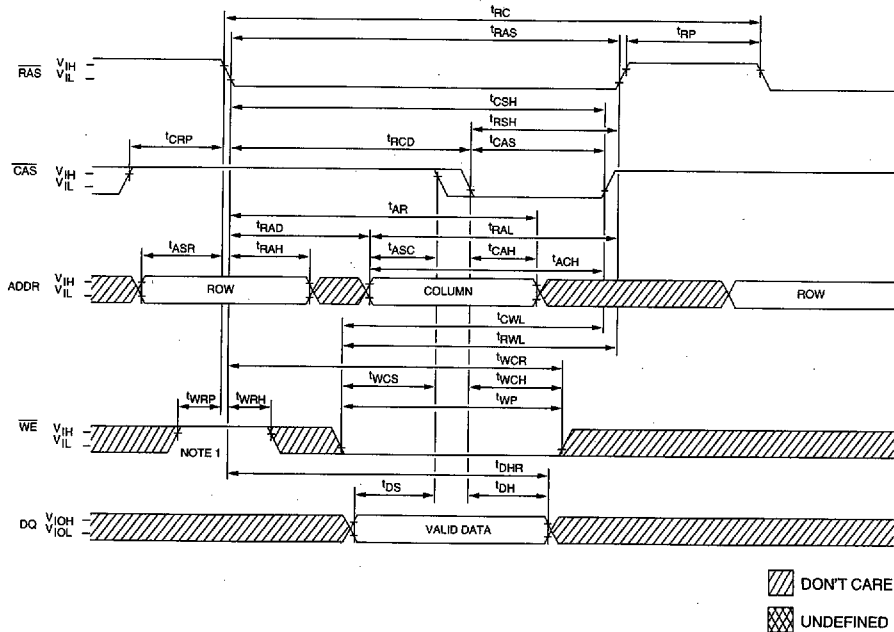 tRC
tRAS
tRP
RAS VIH
VIL
tCSH
tRSH
tCRP
tRCD
tCAS
CAS VIH
VIL
tAR
tRAD
tRAL
tASR
tRAH
tASC
tCAH
tACH
ADDR VIH
VIL
ROW
COLUMN
ROW
tCWL
tRWL
tWCR
tWCS
tWCH
tWRP
tWRH
tWP
WE VIH
VIL
NOTE 1
tDHR
tDS
tDH
DQ VIOH
VIOL
VALID DATA
DON'T CARE
UNDEFINED